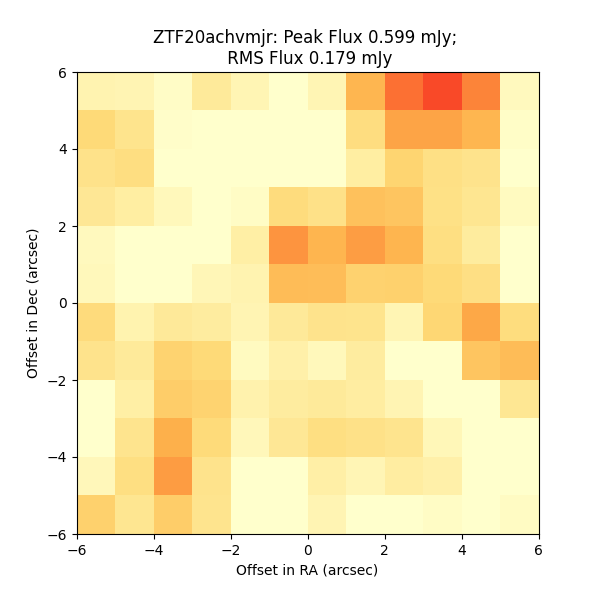 ZTF20achvmjr: Peak Flux 0.599 mJy;
RMS Flux 0.179 mJy
6
4
2
0
−2
−4
−6
Offset in Dec (arcsec)
−6 −4 −2 0 2 4 6
Offset in RA (arcsec)